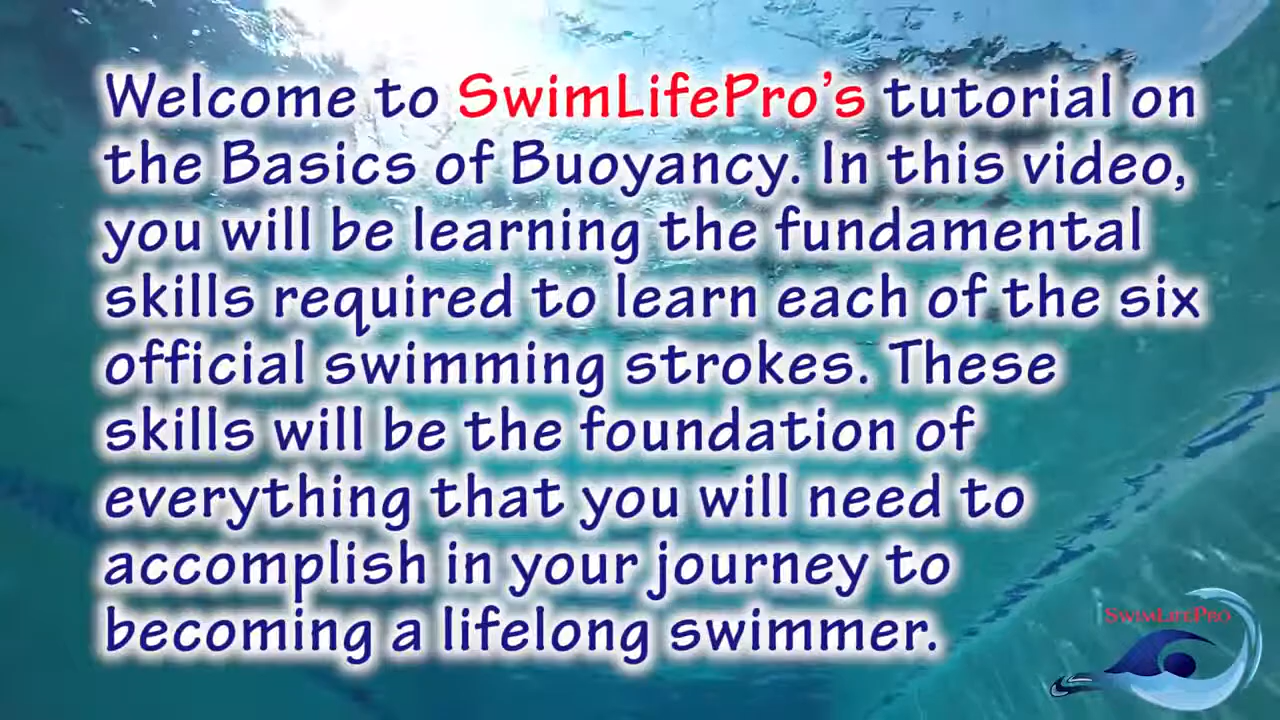 Welcome to SwimLifePro's tutorial on
the Basics of Buoyancy. In this video,
you will be learning the fundamental
skills required to learn each of the six
official swimming strokes. These
skills will be the foundation of
everything that you will need to
accomplish in your journey to
becoming a lifelong swimmer.
SWIMLIFEPRO